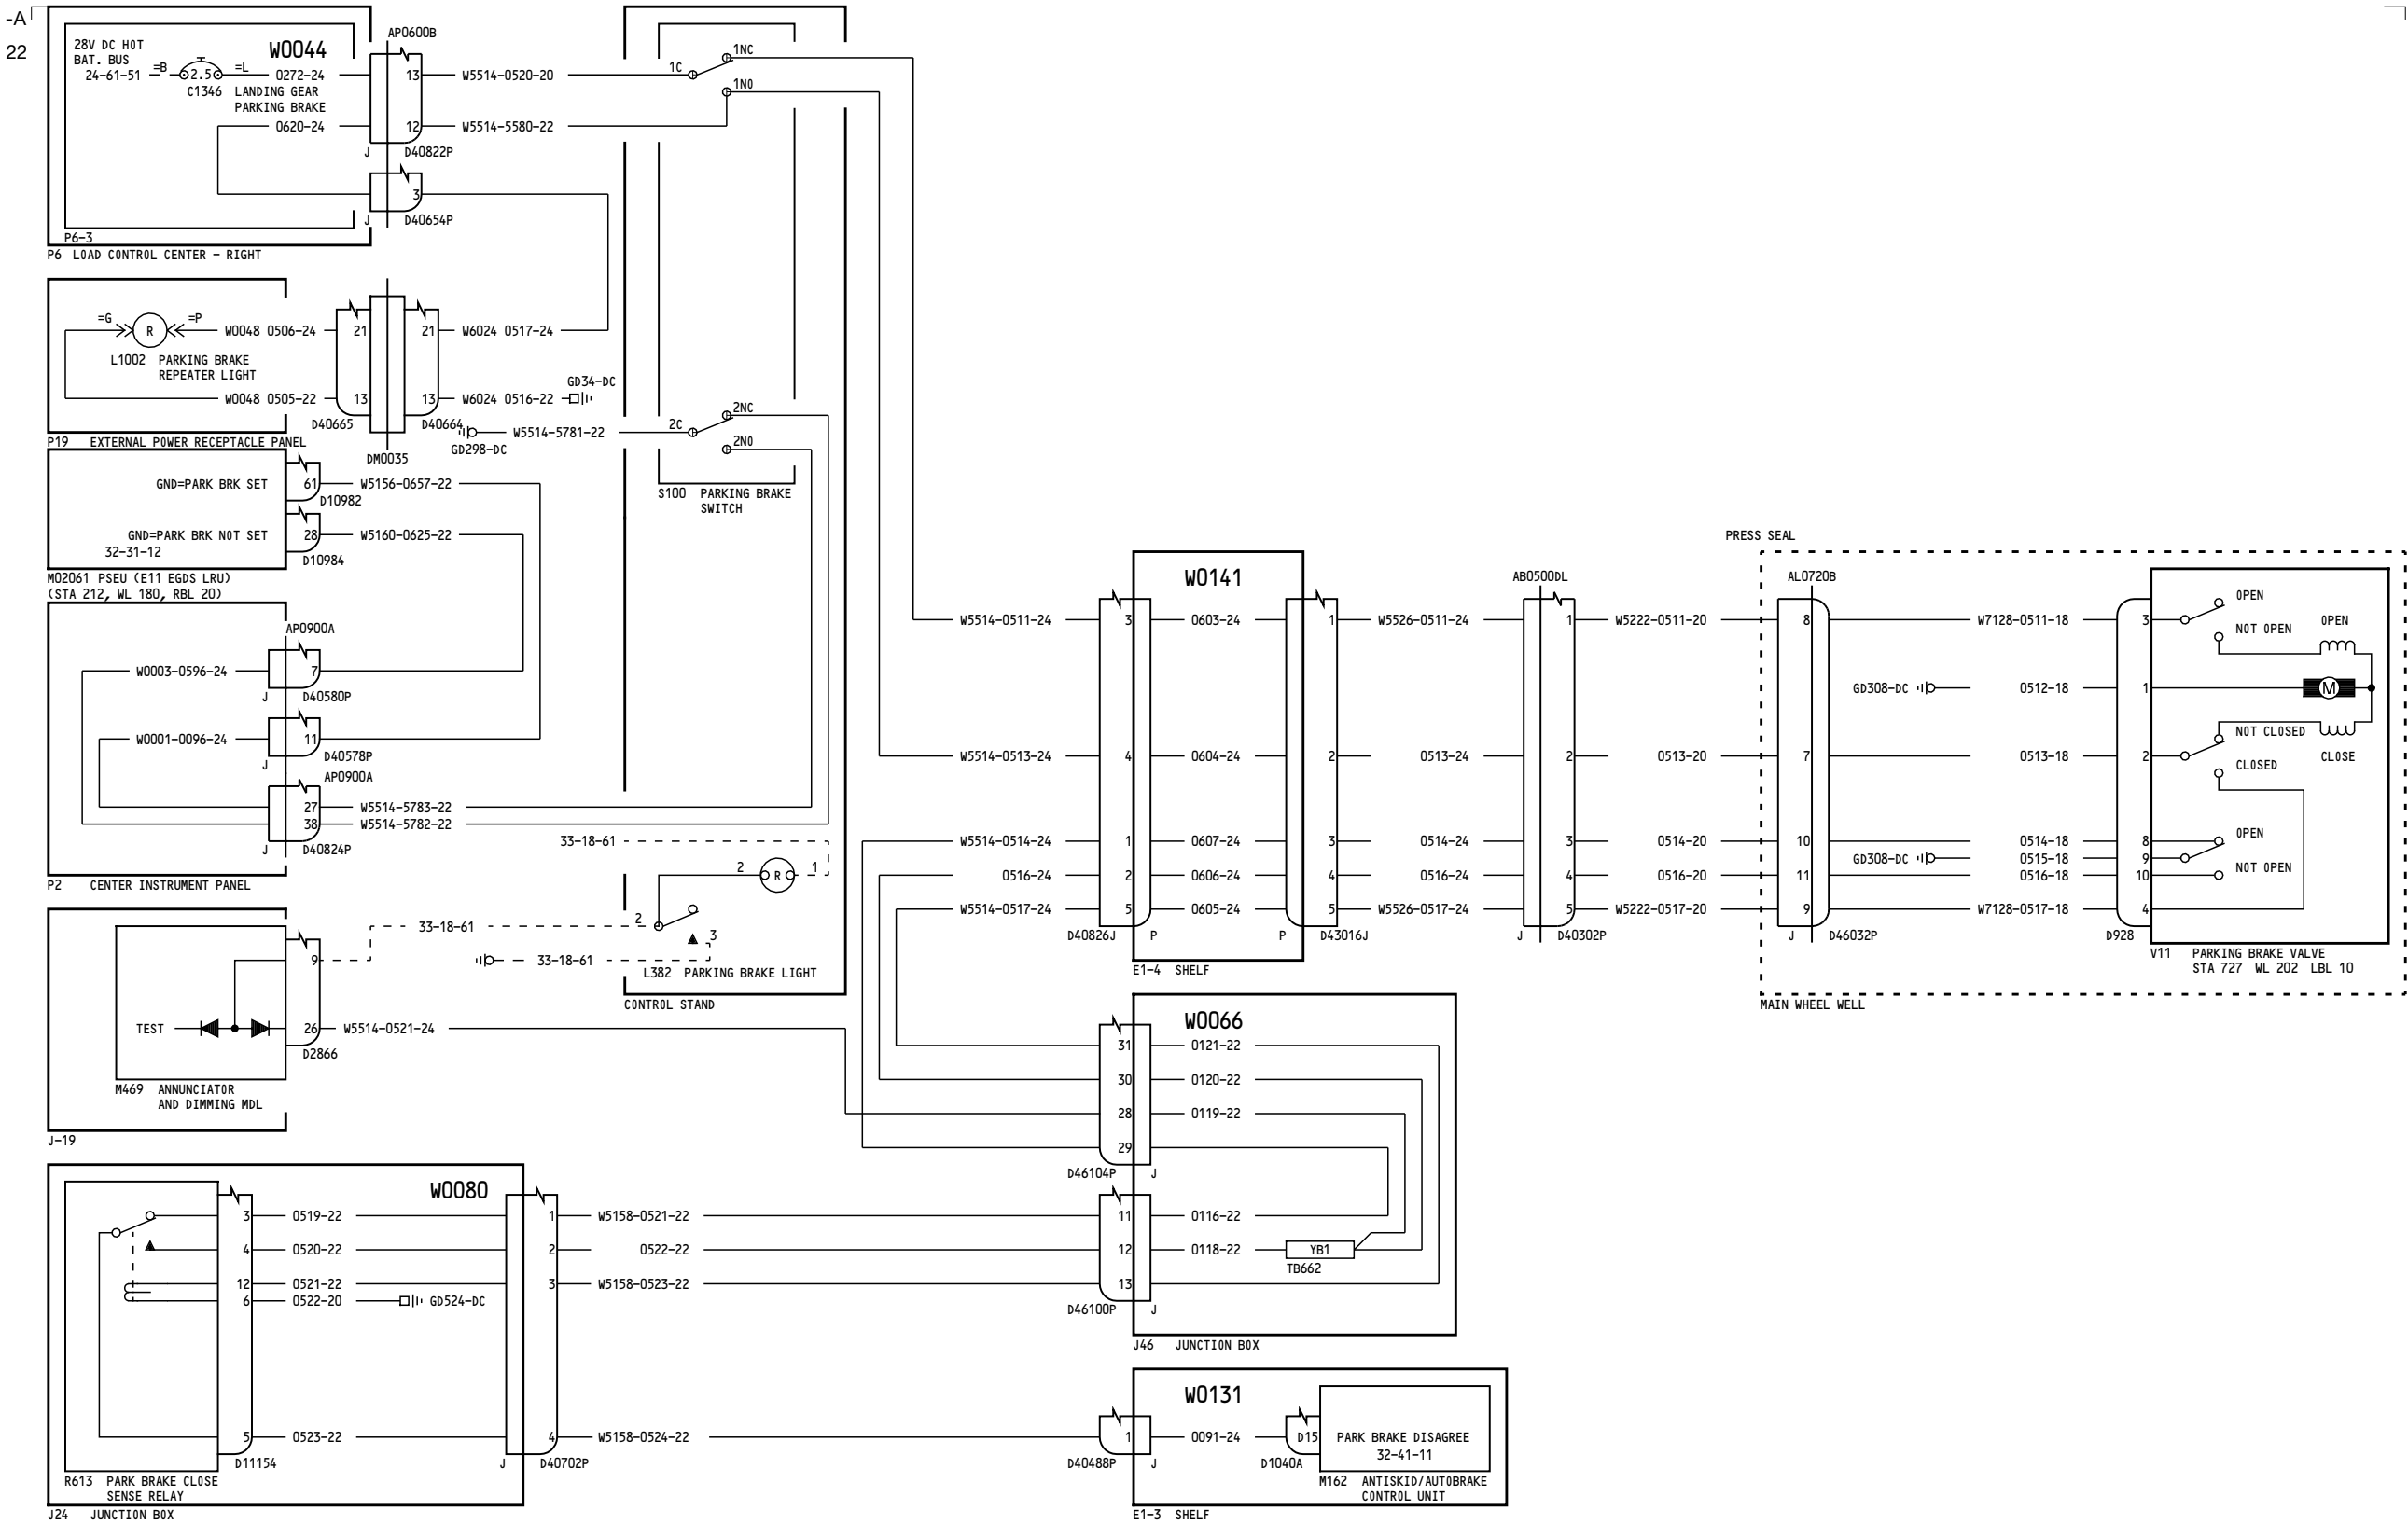 -A
22
28V DC HOT
BAT. BUS
24-61-51
=B
2.5
=L
C1346
LANDING GEAR
PARKING BRAKE
W0044
0272-24
0620-24
AP0600B
13
12
J
D40822P
3
J
D40654P
W5514-0520-20
W5514-5580-22
P6-3
P6 LOAD CONTROL CENTER - RIGHT
=G
R
=P
L1002 PARKING BRAKE
REPEATER LIGHT
W0048 0506-24
W0048 0505-22
21
13
D40665
21
13
D40664
DM0035
W6024 0517-24
W6024 0516-22
GD34-DC
P19 EXTERNAL POWER RECEPTACLE PANEL
GD298-DC
W5514-5781-22
1C
1NC
1NO
2C
2NC
2NO
S100 PARKING BRAKE
SWITCH
GND=PARK BRK SET
61
D10982
W5156-0657-22
GND=PARK BRK NOT SET
28
D10984
W5160-0625-22
32-31-12
M02061 PSEU (E11 EGDS LRU)
(STA 212, WL 180, RBL 20)
AP0900A
W0003-0596-24
7
J
D40580P
W0001-0096-24
11
J
D40578P
AP0900A
27
38
J
D40824P
W5514-5783-22
W5514-5782-22
P2 CENTER INSTRUMENT PANEL
33-18-61
2
R
1
2
3
33-18-61
33-18-61
L382 PARKING BRAKE LIGHT
CONTROL STAND
TEST
9
26
D2866
W5514-0521-24
M469 ANNUNCIATOR
AND DIMMING MDL
J-19
W0080
3
4
12
6
5
D11154
0519-22
0520-22
0521-22
0522-20
GD524-DC
0523-22
1
2
3
4
J
D40702P
R613 PARK BRAKE CLOSE
SENSE RELAY
J24 JUNCTION BOX
W5158-0521-22
0522-22
W5158-0523-22
W5158-0524-22
W5514-0511-24
W5514-0513-24
W5514-0514-24
0516-24
W5514-0517-24
W0141
3
4
1
2
5
D40826J
P
0603-24
0604-24
0607-24
0606-24
0605-24
1
2
3
4
5
P
D43016J
E1-4 SHELF
W5526-0511-24
0513-24
0514-24
0516-24
W5526-0517-24
AB0500DL
1
2
3
4
5
J
D40302P
W5222-0511-20
0513-20
0514-20
0516-20
W5222-0517-20
PRESS SEAL
AL0720B
8
7
10
11
9
J
D46032P
W7128-0511-18
GD308-DC
0512-18
0513-18
0514-18
GD308-DC
0515-18
0516-18
W7128-0517-18
3
1
2
8
9
10
4
D928
OPEN
NOT OPEN
OPEN
M
NOT CLOSED
CLOSED
CLOSE
OPEN
NOT OPEN
V11 PARKING BRAKE VALVE
STA 727 WL 202 LBL 10
MAIN WHEEL WELL
W0066
31
30
28
29
D46104P
J
0121-22
0120-22
0119-22
11
12
13
D46100P
J
0116-22
0118-22
YB1
TB662
J46 JUNCTION BOX
W0131
1
D40488P
J
0091-24
D15
D1040A
PARK BRAKE DISAGREE
32-41-11
M162 ANTISKID/AUTOBRAKE
CONTROL UNIT
E1-3 SHELF